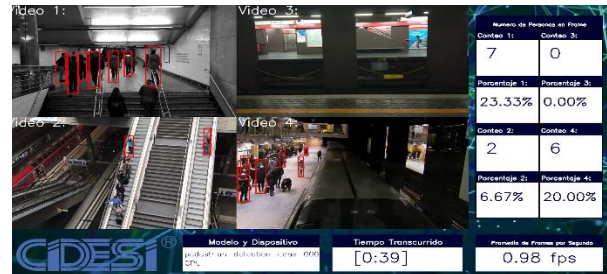 Video 1:
Video 3:
Video 2:
Video 4:
Numero de Personas en Frame
Conteo 1:
Conteo 3:
7
0
Porcentaje 1:
Porcentaje 3:
23.33%
0.00%
Conteo 2:
Conteo 4:
2
6
Porcentaje 2:
Porcentaje 4:
6.67%
20.00%
CIDESI®
Modelo y Dispositivo
pedestrian detection
CPU
Tiempo Transcurrido
[0:39]
Promedio de Frames por Segundo
0.98 fps